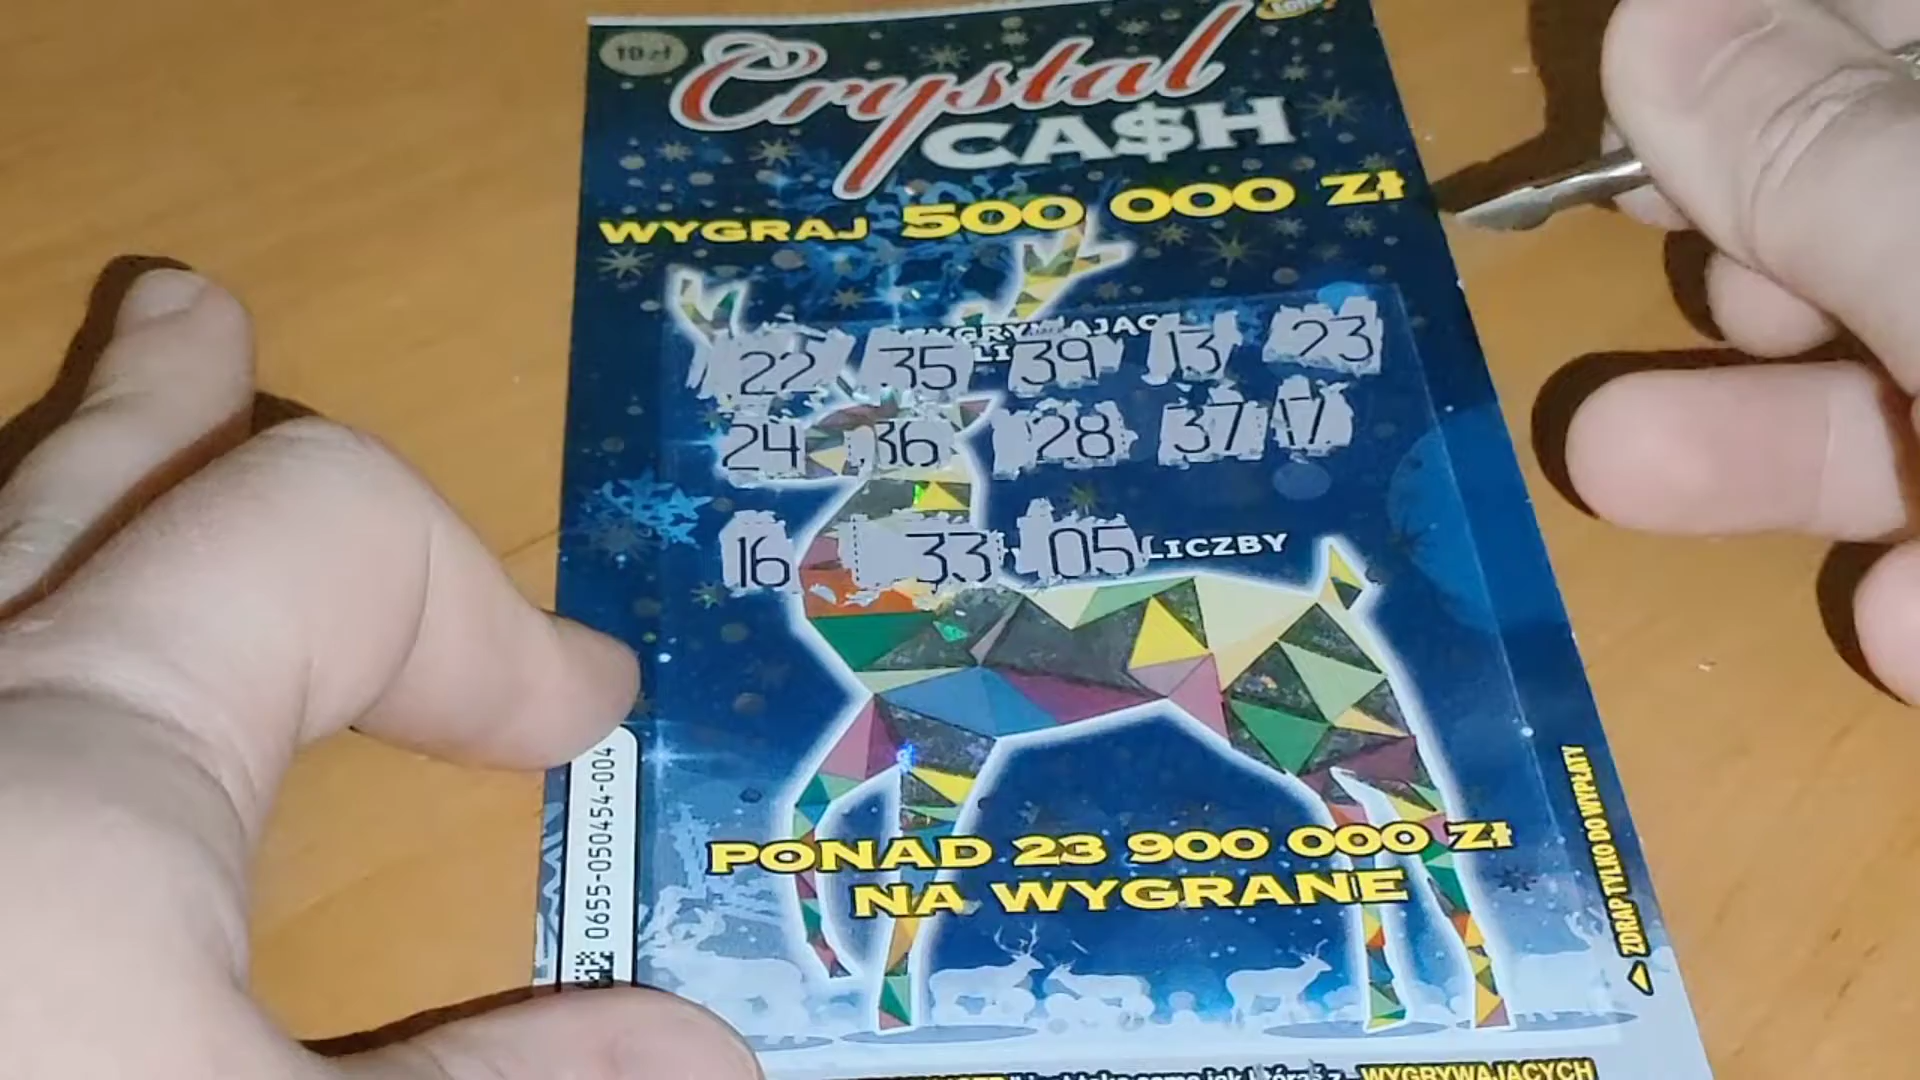 10 zł
Crystal
CA$H
WYGRAJ 500 000 ZŁ
22 35 39 13 23
24 36 28 37 17
LICZBY
16 33 05
PONAD 23 900 000 ZŁ
NA WYGRANE
0655-050454-004
ZDRAP TYLKO DO WYPŁATY
WYGRYWAJĄCYCH